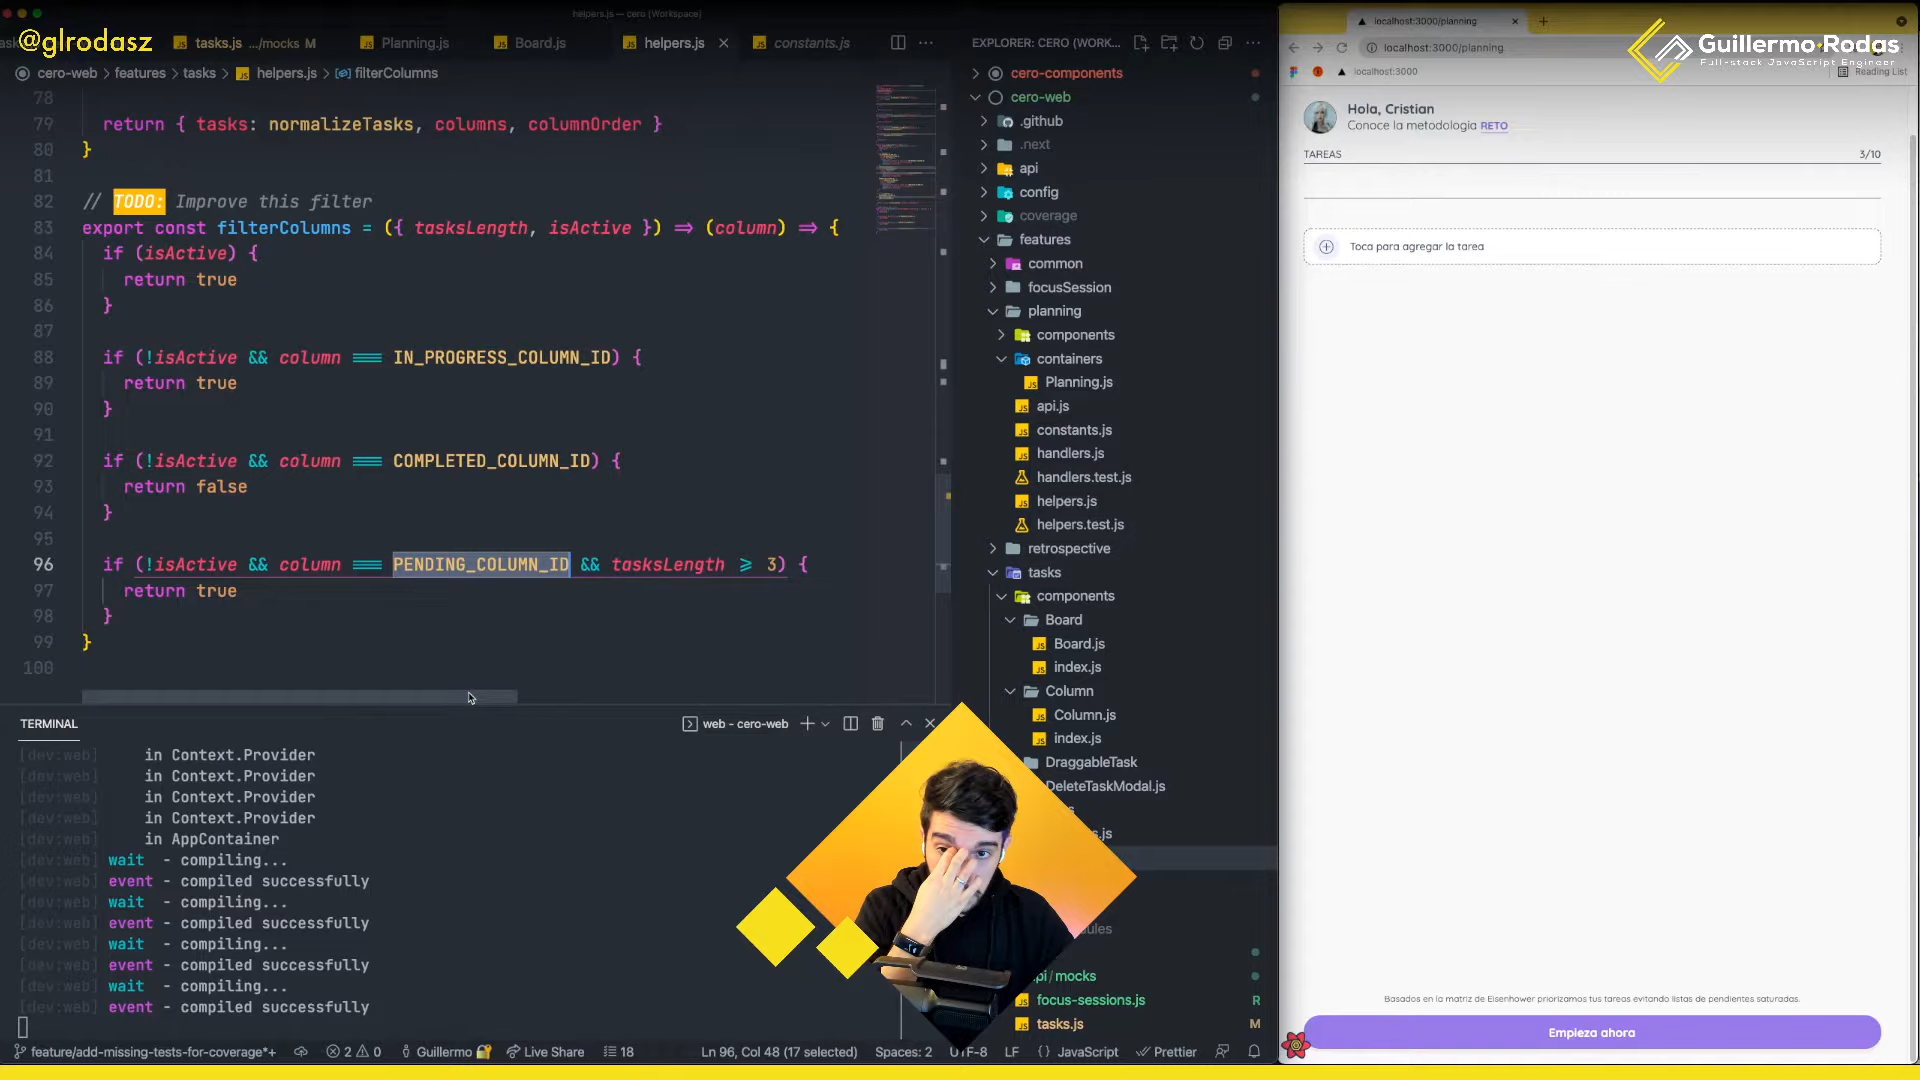 helpers.js — cero (Workspace)
@glrodasz
tasks.js .../mocks M
Planning.js
Board.js
helpers.js
constants.js
cero-web > features > tasks > helpers.js > filterColumns
78
79 return { tasks: normalizeTasks, columns, columnOrder }
80 }
81
82 // TODO: Improve this filter
83 export const filterColumns = ({ tasksLength, isActive }) => (column) => {
84 if (isActive) {
85 return true
86 }
87
88 if (!isActive && column === IN_PROGRESS_COLUMN_ID) {
89 return true
90 }
91
92 if (!isActive && column === COMPLETED_COLUMN_ID) {
93 return false
94 }
95
96 if (!isActive && column === PENDING_COLUMN_ID && tasksLength >= 3) {
97 return true
98 }
99 }
100
TERMINAL
web - cero-web
[dev:web] in Context.Provider
[dev:web] in Context.Provider
[dev:web] in Context.Provider
[dev:web] in Context.Provider
[dev:web] in AppContainer
[dev:web] wait - compiling...
[dev:web] event - compiled successfully
[dev:web] wait - compiling...
[dev:web] event - compiled successfully
[dev:web] wait - compiling...
[dev:web] event - compiled successfully
[dev:web] wait - compiling...
[dev:web] event - compiled successfully
feature/add-missing-tests-for-coverage*+ 2 0 Guillermo Live Share 18 Ln 96, Col 48 (17 selected) Spaces: 2 UTF-8 LF {} JavaScript Prettier
EXPLORER: CERO (WORK...
cero-components
cero-web
.github
.next
api
config
coverage
features
common
focusSession
planning
components
containers
Planning.js
api.js
constants.js
handlers.js
handlers.test.js
helpers.js
helpers.test.js
retrospective
tasks
components
Board
Board.js
index.js
Column
Column.js
index.js
DraggableTask
DeleteTaskModal.js
/mocks
focus-sessions.js R
tasks.js M
localhost:3000/planning
localhost:3000/planning
localhost:3000
Reading List
Guillermo Rodas
Full-stack JavaScript Engineer
Hola, Cristian
Conoce la metodología RETO
TAREAS 3/10
Toca para agregar la tarea
Basados en la matriz de Eisenhower priorizamos tus tareas evitando listas de pendientes saturadas.
Empieza ahora